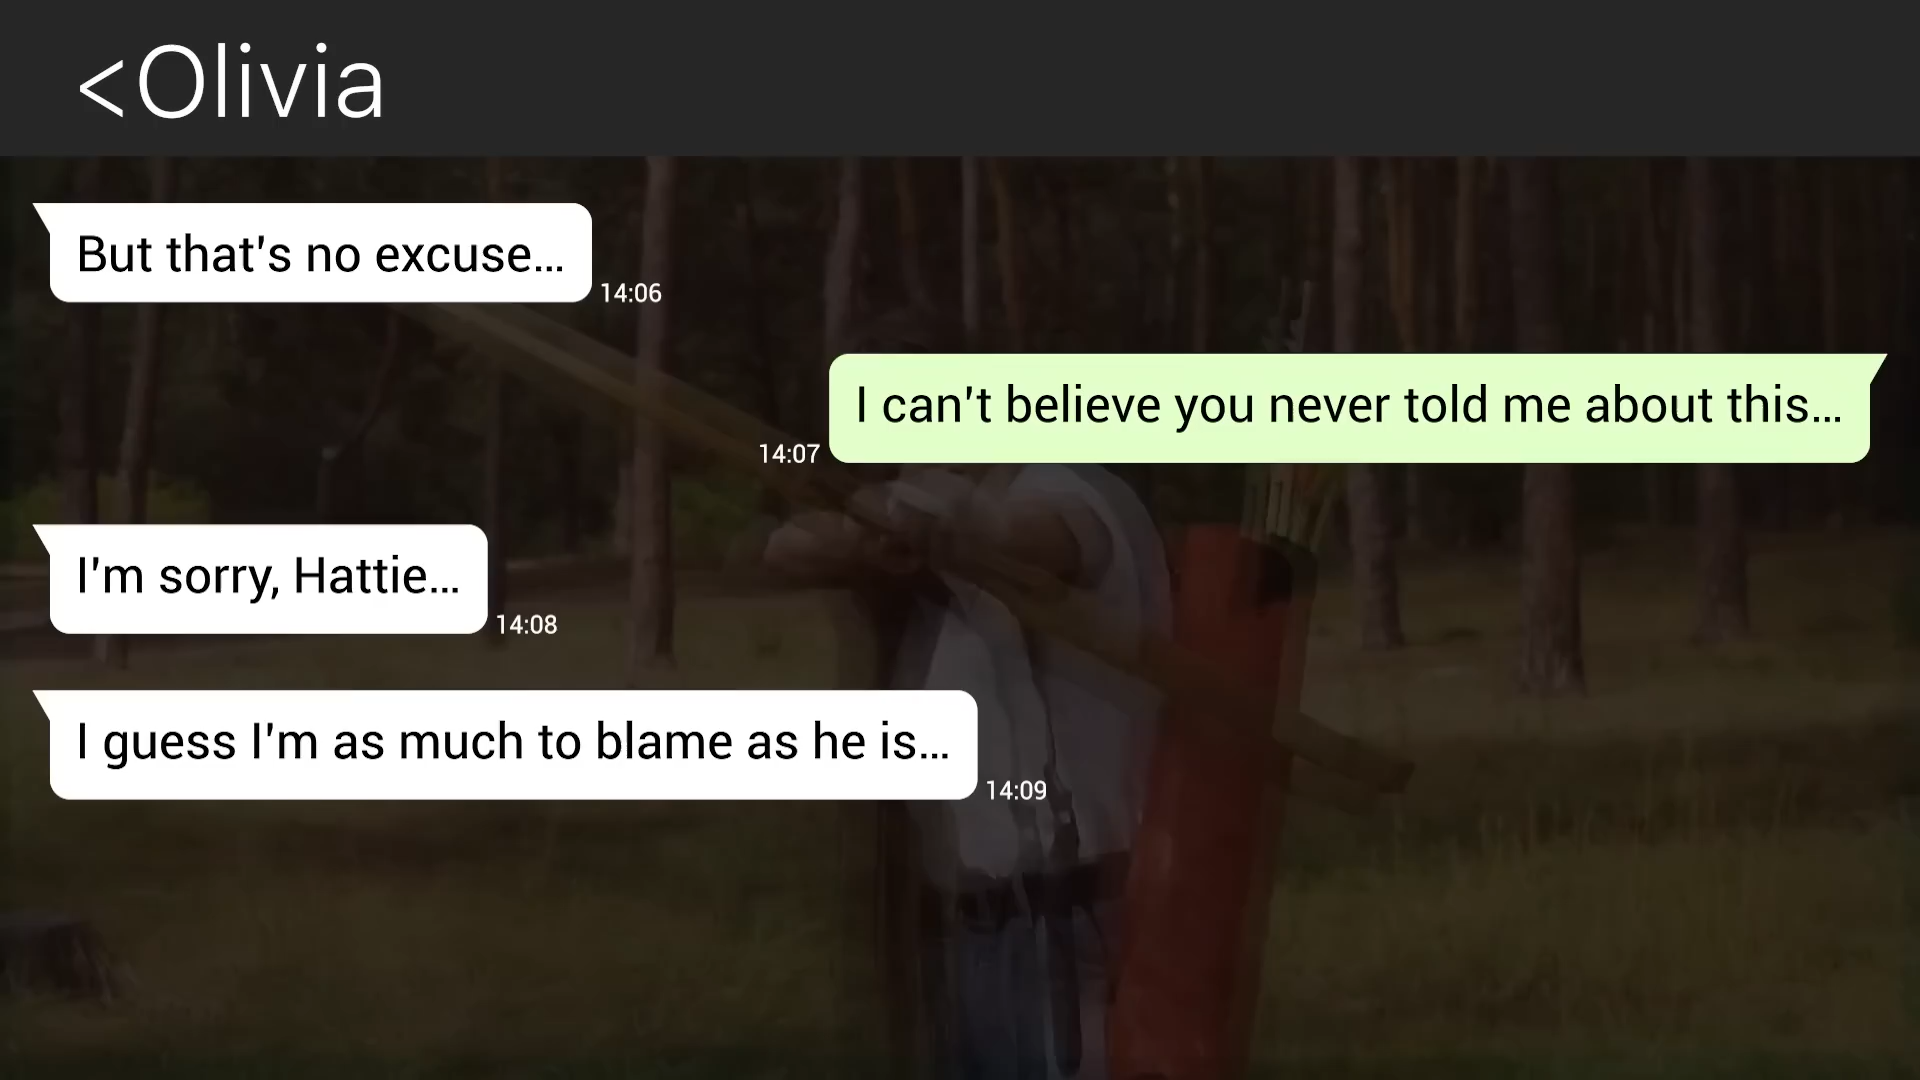 <Olivia
But that's no excuse...
14:06
I can't believe you never told me about this...
14:07
I'm sorry, Hattie...
14:08
I guess I'm as much to blame as he is...
14:09